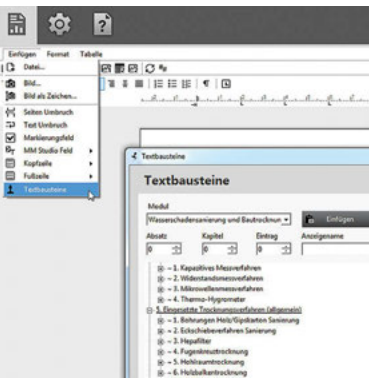 Einfügen Format Tabelle
Datei...
Bild...
Bild als Zeichen...
Seiten Umbruch
Text Umbruch
Markierungsfeld
MM Studio Feld
Kopfzeile
Fußzeile
Textbausteine
Textbausteine
Textbausteine
Modul
Wasserschadensanierung und Bautrocknun
Einfügen
Absatz Kapitel Eintrag Anzeigename
0 0 0
1. Kapazitives Messverfahren
2. Widerstandsmessverfahren
3. Mikrowellenmessverfahren
4. Thermo-Hygrometer
5. Eingesetzte Trocknungsverfahren (allgemein)
1. Bohrungen Holz/Gipskarton Sanierung
2. Eckschiebeverfahren Sanierung
3. Hepafilter
4. Fugenkreuztrocknung
5. Hohlraumtrocknung
6. Holzbalkentrocknung